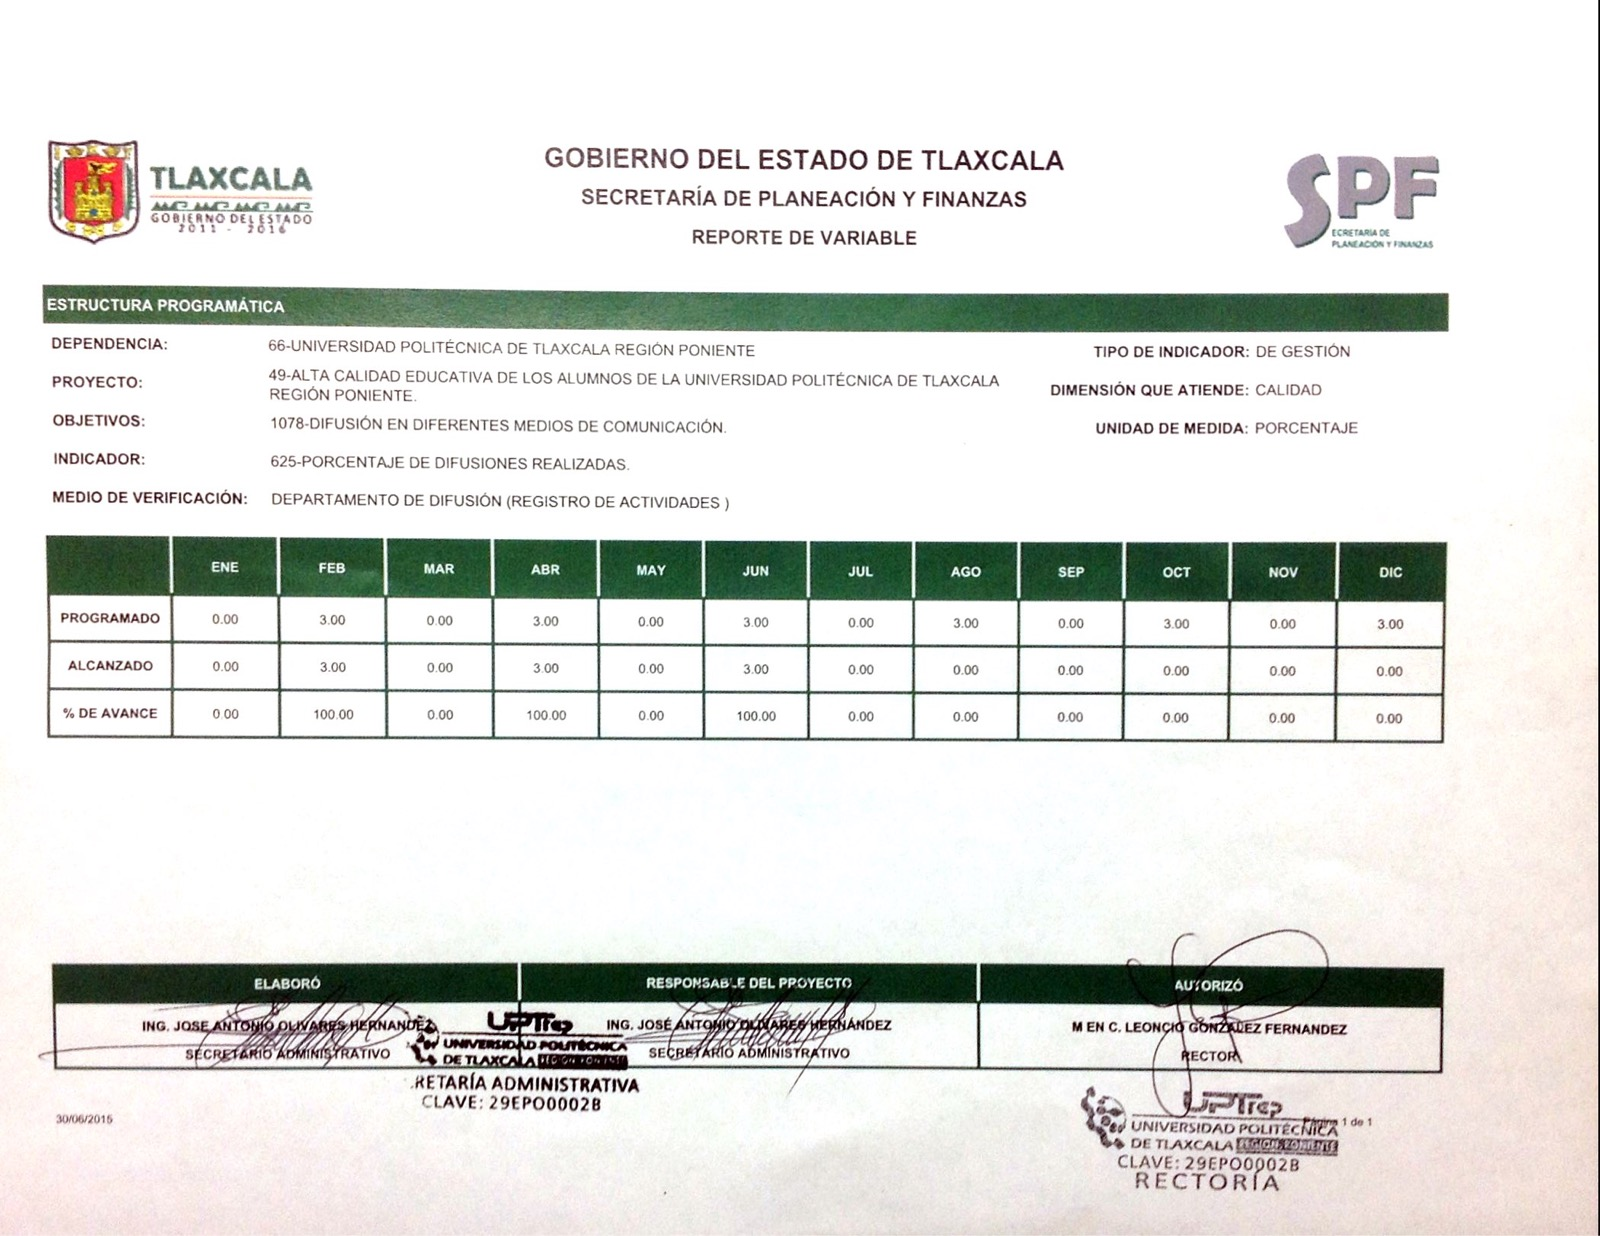 TLAXCALA
GOBIERNO DEL ESTADO
2011 - 2016
GOBIERNO DEL ESTADO DE TLAXCALA
SECRETARÍA DE PLANEACIÓN Y FINANZAS
REPORTE DE VARIABLE
SPF
ECRETARÍA DE
PLANEACIÓN Y FINANZAS
ESTRUCTURA PROGRAMÁTICA
DEPENDENCIA: 66-UNIVERSIDAD POLITÉCNICA DE TLAXCALA REGIÓN PONIENTE TIPO DE INDICADOR: DE GESTIÓN
PROYECTO: 49-ALTA CALIDAD EDUCATIVA DE LOS ALUMNOS DE LA UNIVERSIDAD POLITÉCNICA DE TLAXCALA DIMENSIÓN QUE ATIENDE: CALIDAD
REGIÓN PONIENTE.
OBJETIVOS: 1078-DIFUSIÓN EN DIFERENTES MEDIOS DE COMUNICACIÓN. UNIDAD DE MEDIDA: PORCENTAJE
INDICADOR: 625-PORCENTAJE DE DIFUSIONES REALIZADAS.
MEDIO DE VERIFICACIÓN: DEPARTAMENTO DE DIFUSIÓN (REGISTRO DE ACTIVIDADES )
ENE FEB MAR ABR MAY JUN JUL AGO SEP OCT NOV DIC
PROGRAMADO 0.00 3.00 0.00 3.00 0.00 3.00 0.00 3.00 0.00 3.00 0.00 3.00
ALCANZADO 0.00 3.00 0.00 3.00 0.00 3.00 0.00 0.00 0.00 0.00 0.00 0.00
% DE AVANCE 0.00 100.00 0.00 100.00 0.00 100.00 0.00 0.00 0.00 0.00 0.00 0.00
ELABORÓ RESPONSABLE DEL PROYECTO AUTORIZÓ
ING. JOSE ANTONIO OLIVARES HERNANDEZ ING. JOSÉ ANTONIO OLIVARES HERNÁNDEZ M EN C. LEONCIO GONZALEZ FERNANDEZ
SECRETARIO ADMINISTRATIVO SECRETARIO ADMINISTRATIVO RECTOR
UPTrep
UNIVERSIDAD POLITÉCNICA
DE TLAXCALA REGIÓN PONIENTE
RETARÍA ADMINISTRATIVA
CLAVE: 29EPO0002B
30/06/2015
Página 1 de 1
UPTrep
UNIVERSIDAD POLITÉCNICA
DE TLAXCALA REGIÓN PONIENTE
CLAVE: 29EPO0002B
RECTORÍA